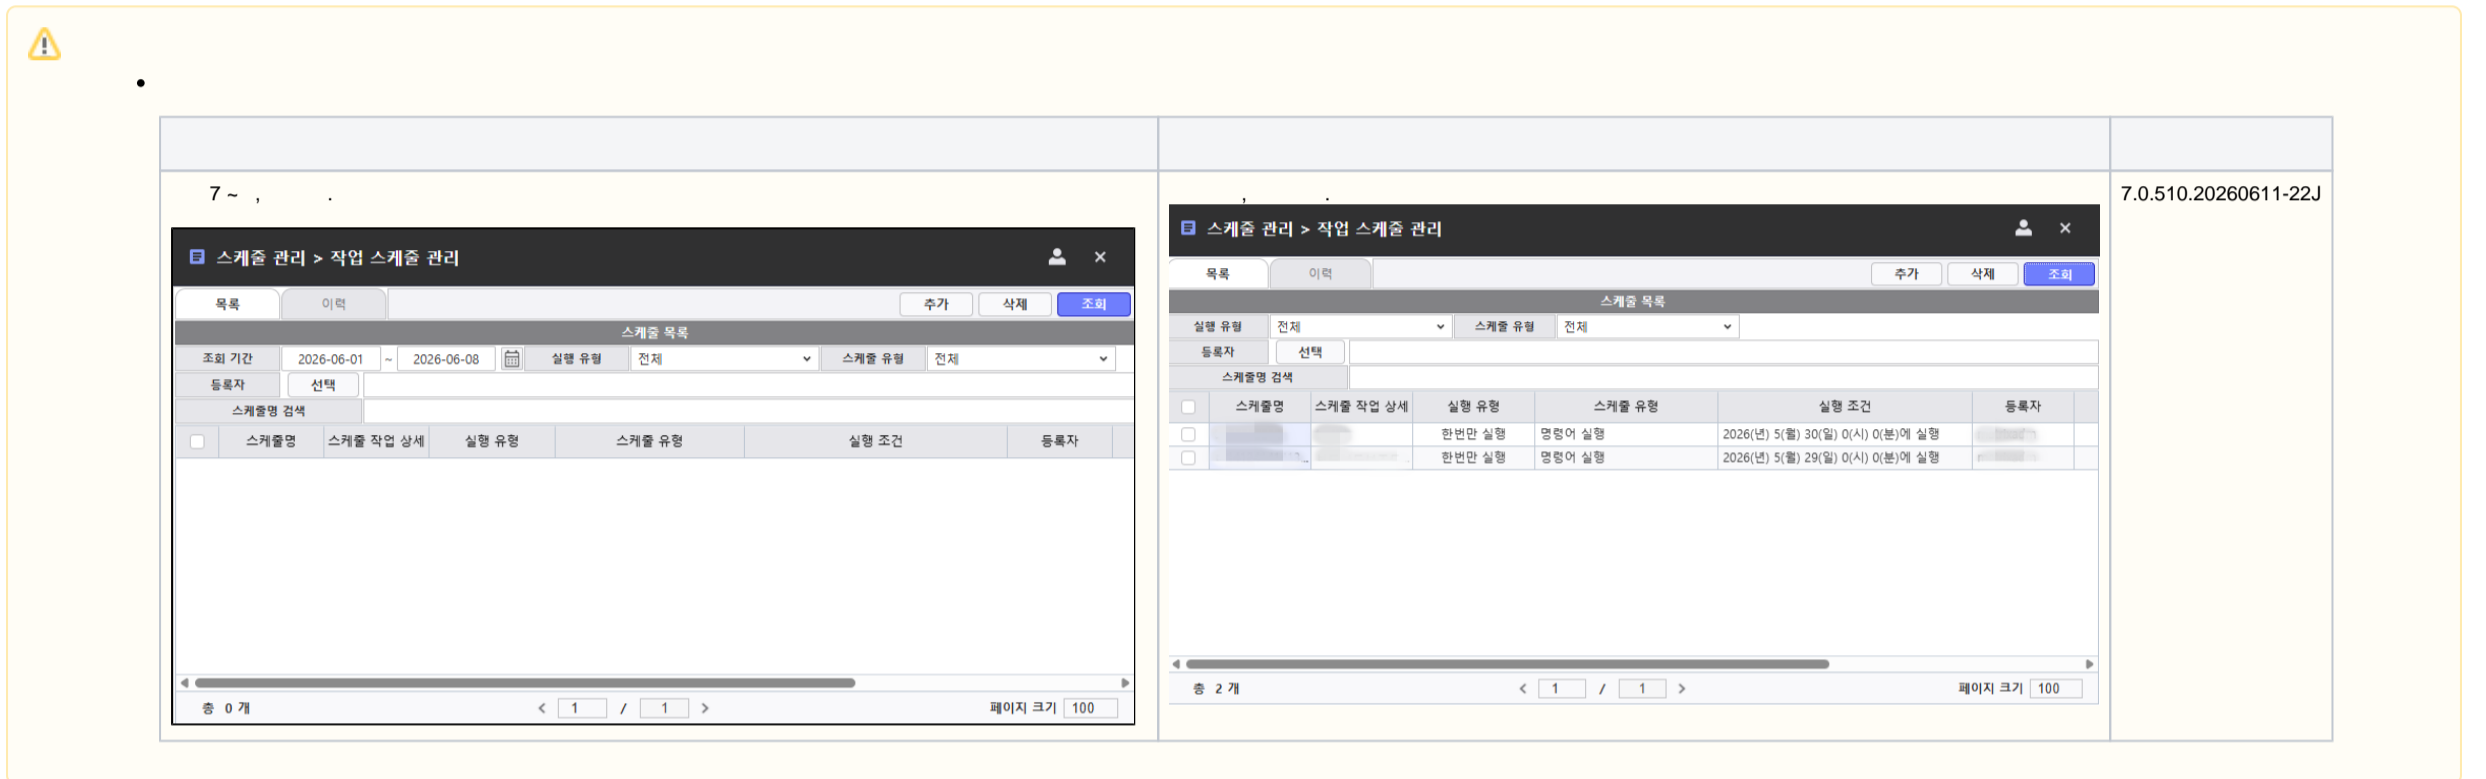 •
7 ~ , .
스케줄 관리 > 작업 스케줄 관리
목록 이력 추가 삭제 조회
스케줄 목록
조회 기간 2026-06-01 ~ 2026-06-08 실행 유형 전체 스케줄 유형 전체
등록자 선택
스케줄명 검색
스케줄명 스케줄 작업 상세 실행 유형 스케줄 유형 실행 조건 등록자
총 0 개 < 1 / 1 > 페이지 크기 100
, .
스케줄 관리 > 작업 스케줄 관리
목록 이력 추가 삭제 조회
스케줄 목록
실행 유형 전체 스케줄 유형 전체
등록자 선택
스케줄명 검색
스케줄명 스케줄 작업 상세 실행 유형 스케줄 유형 실행 조건 등록자
한번만 실행 명령어 실행 2026(년) 5(월) 30(일) 0(시) 0(분)에 실행
한번만 실행 명령어 실행 2026(년) 5(월) 29(일) 0(시) 0(분)에 실행
총 2 개 < 1 / 1 > 페이지 크기 100
7.0.510.20260611-22J